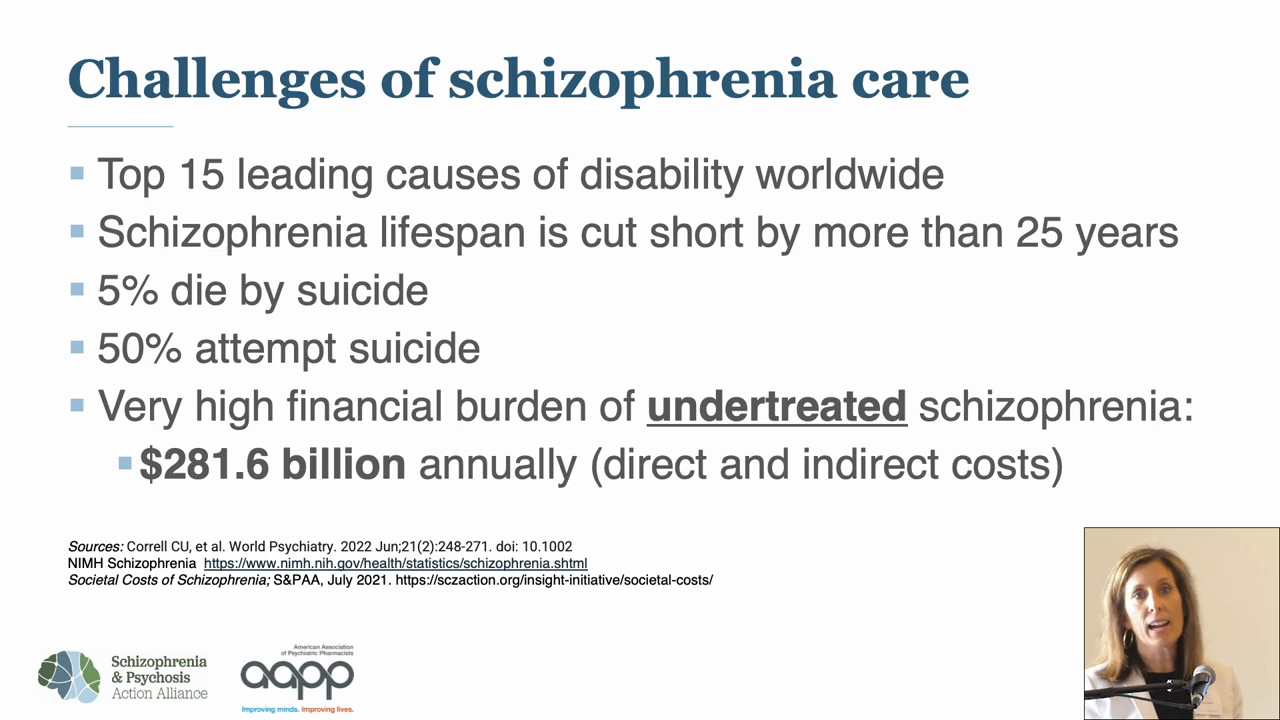 Challenges of schizophrenia care
Top 15 leading causes of disability worldwide
Schizophrenia lifespan is cut short by more than 25 years
5% die by suicide
50% attempt suicide
Very high financial burden of undertreated schizophrenia:
$281.6 billion annually (direct and indirect costs)
Sources: Correll CU, et al. World Psychiatry. 2022 Jun;21(2):248-271. doi: 10.1002
NIMH Schizophrenia https://www.nimh.nih.gov/health/statistics/schizophrenia.shtml
Societal Costs of Schizophrenia; S&PAA, July 2021. https://sczaction.org/insight-initiative/societal-costs/
Schizophrenia
& Psychosis
Action Alliance
American Association
of Psychiatric Pharmacists
aapp
Improving minds. Improving lives.